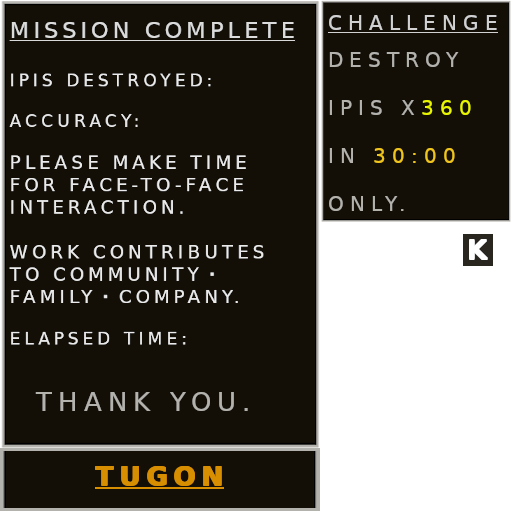 MISSION COMPLETE
IPIS DESTROYED:
ACCURACY:
PLEASE MAKE TIME
FOR FACE-TO-FACE
INTERACTION.
WORK CONTRIBUTES
TO COMMUNITY ·
FAMILY · COMPANY.
ELAPSED TIME:
THANK YOU.
TUGON
CHALLENGE
DESTROY
IPIS X360
IN 30:00
ONLY.
K